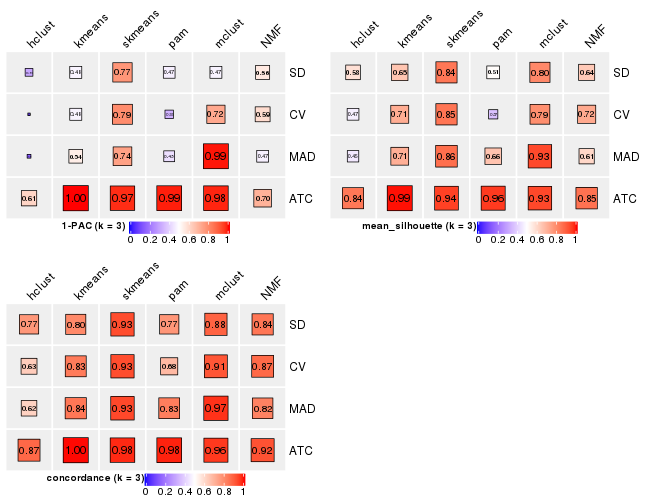 hclust kmeans skmeans pam mclust NMF
0.77 0.47 0.47 0.56 SD
0.79 0.72 0.59 CV
0.54 0.74 0.43 0.99 0.47 MAD
0.61 1.00 0.97 0.99 0.98 0.70 ATC
1-PAC (k = 3)
0 0.2 0.4 0.6 0.8 1
hclust kmeans skmeans pam mclust NMF
0.58 0.65 0.84 0.51 0.80 0.64 SD
0.47 0.71 0.85 0.79 0.72 CV
0.45 0.71 0.86 0.66 0.93 0.61 MAD
0.84 0.99 0.94 0.96 0.93 0.85 ATC
mean_silhouette (k = 3)
0 0.2 0.4 0.6 0.8 1
hclust kmeans skmeans pam mclust NMF
0.77 0.80 0.93 0.77 0.88 0.84 SD
0.63 0.83 0.93 0.68 0.91 0.87 CV
0.62 0.84 0.93 0.83 0.97 0.82 MAD
0.87 1.00 0.98 0.98 0.96 0.92 ATC
concordance (k = 3)
0 0.2 0.4 0.6 0.8 1